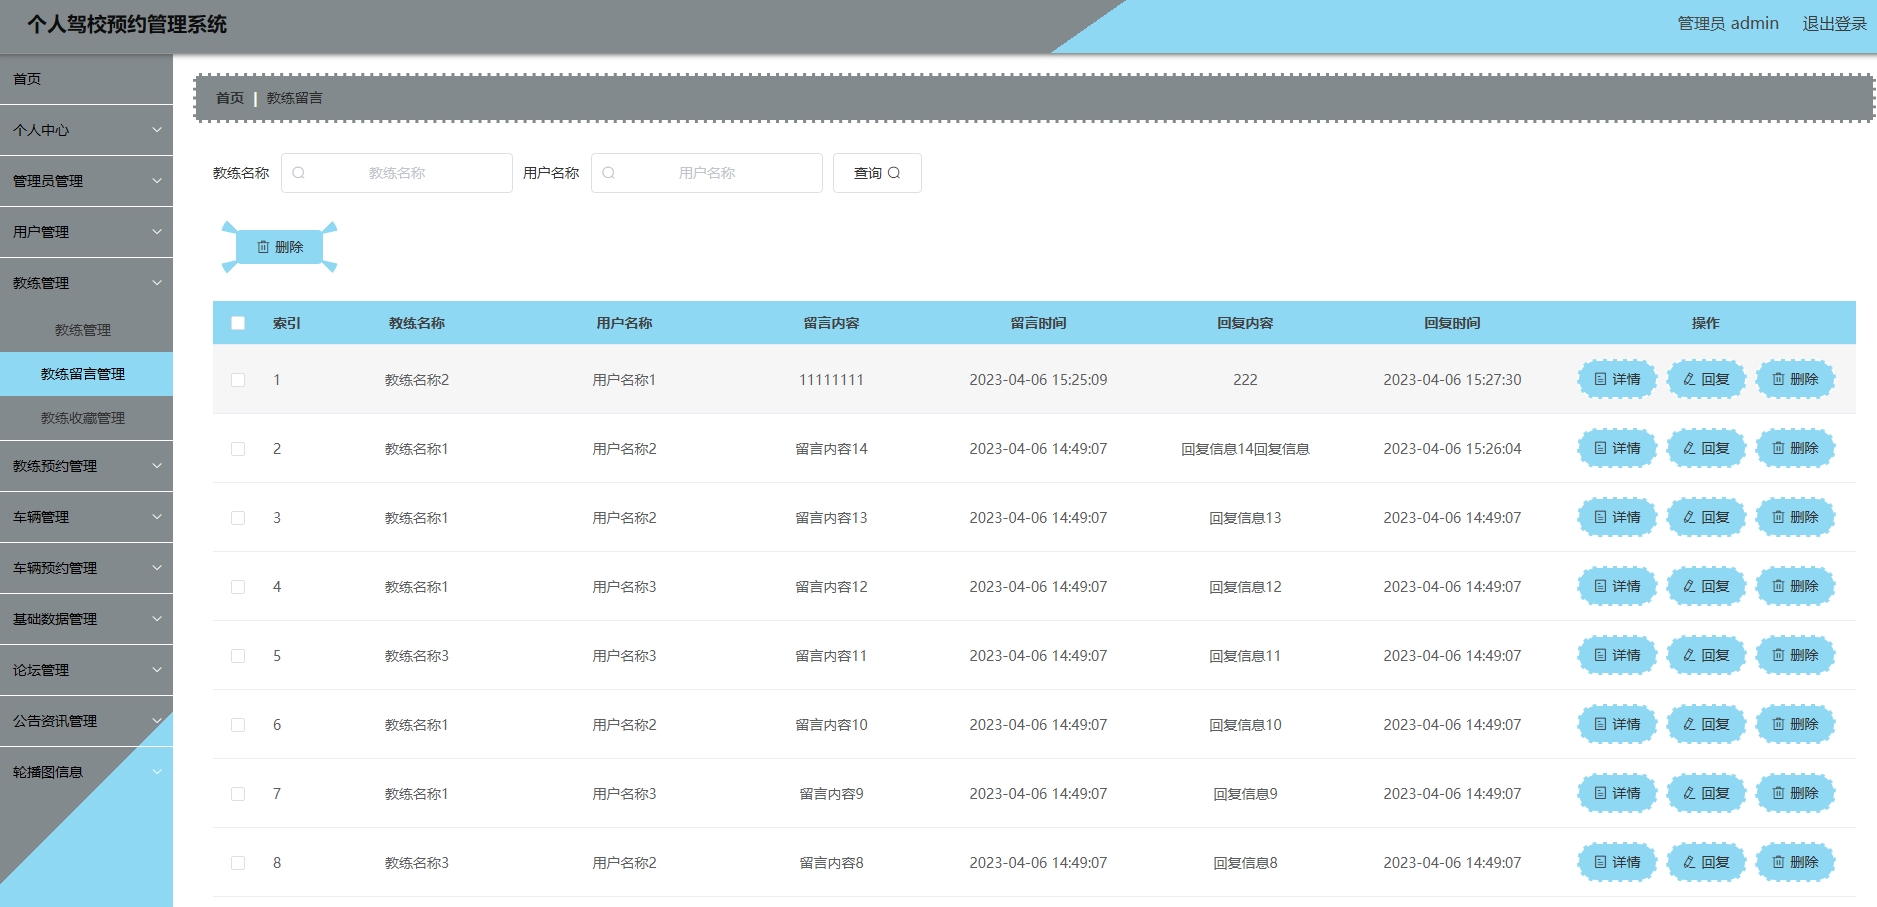 个人驾校预约管理系统
管理员 admin 退出登录
首页
个人中心
管理员管理
用户管理
教练管理
教练管理
教练留言管理
教练收藏管理
教练预约管理
车辆管理
车辆预约管理
基础数据管理
论坛管理
公告资讯管理
轮播图信息
首页 | 教练留言
教练名称 教练名称 用户名称 用户名称 查询
删除
索引 教练名称 用户名称 留言内容 留言时间 回复内容 回复时间 操作
1 教练名称2 用户名称1 11111111 2023-04-06 15:25:09 222 2023-04-06 15:27:30 详情 回复 删除
2 教练名称1 用户名称2 留言内容14 2023-04-06 14:49:07 回复信息14回复信息 2023-04-06 15:26:04 详情 回复 删除
3 教练名称1 用户名称2 留言内容13 2023-04-06 14:49:07 回复信息13 2023-04-06 14:49:07 详情 回复 删除
4 教练名称1 用户名称3 留言内容12 2023-04-06 14:49:07 回复信息12 2023-04-06 14:49:07 详情 回复 删除
5 教练名称3 用户名称3 留言内容11 2023-04-06 14:49:07 回复信息11 2023-04-06 14:49:07 详情 回复 删除
6 教练名称1 用户名称2 留言内容10 2023-04-06 14:49:07 回复信息10 2023-04-06 14:49:07 详情 回复 删除
7 教练名称1 用户名称3 留言内容9 2023-04-06 14:49:07 回复信息9 2023-04-06 14:49:07 详情 回复 删除
8 教练名称3 用户名称2 留言内容8 2023-04-06 14:49:07 回复信息8 2023-04-06 14:49:07 详情 回复 删除